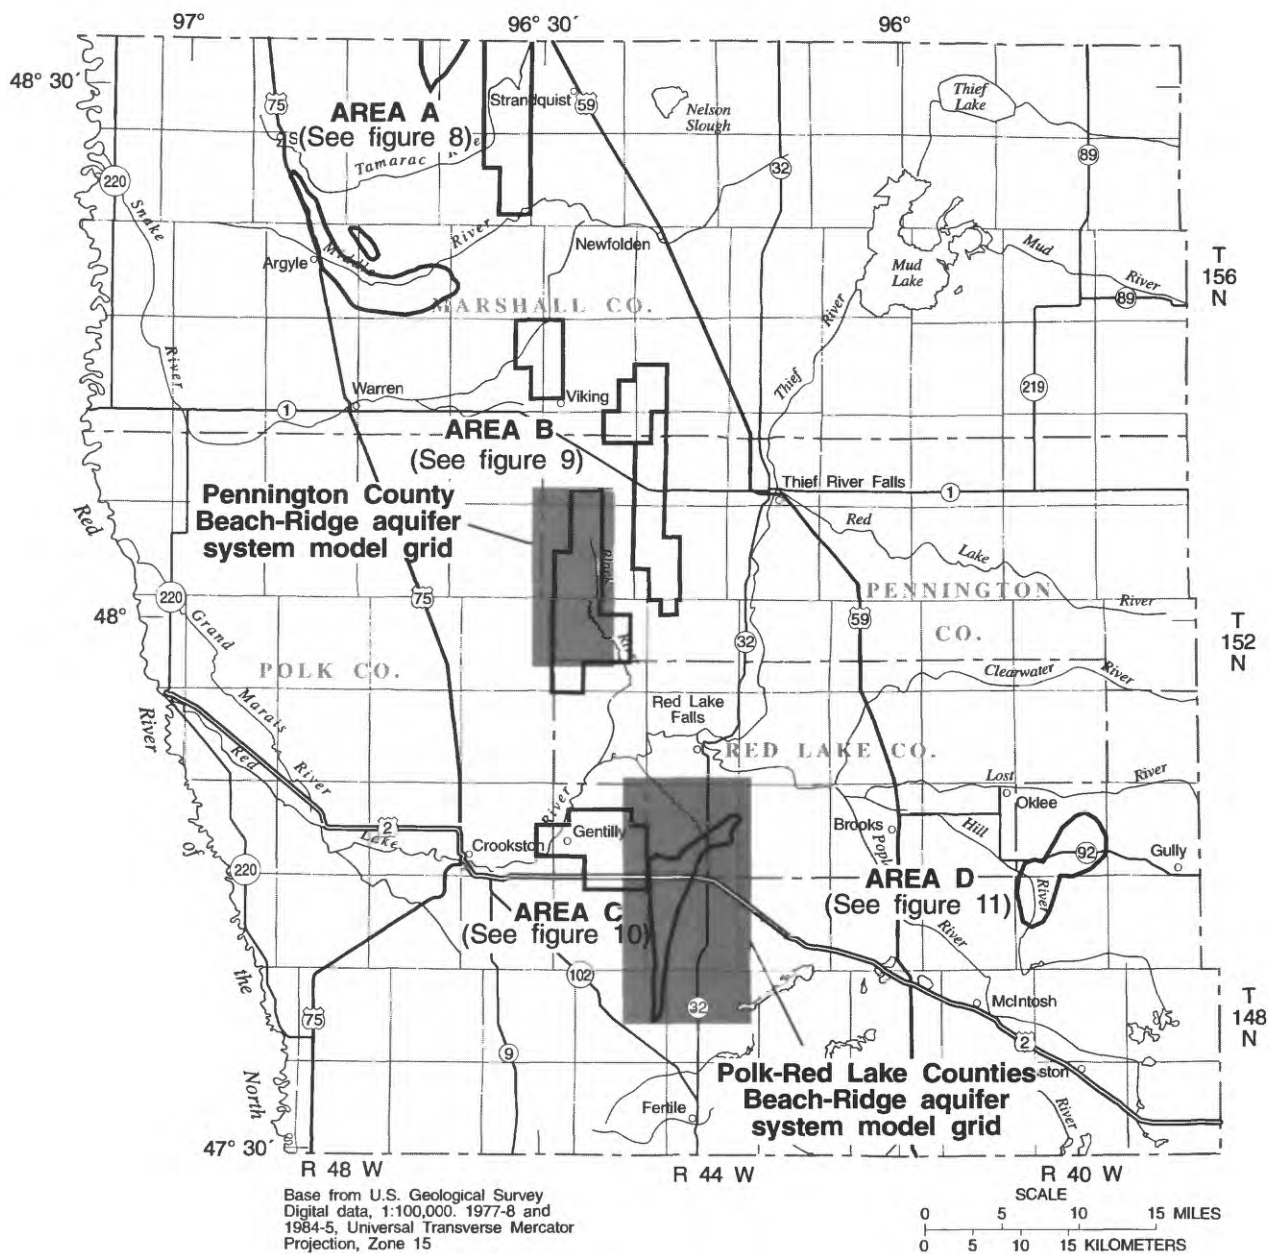 97°
96° 30´
96°
48° 30´
75
AREA A
(See figure 8)
Strandquist
59
Nelson
Slough
Thief
Lake
32
89
220
Tamarac
Snake
River
Newfolden
Argyle
Middle
River
Mud
Lake
Mud
River
T
156
N
89
MARSHALL CO.
River
Thief
River
219
Warren
1
Viking
AREA B
(See figure 9)
Pennington County
Beach-Ridge aquifer
system model grid
Thief River Falls
1
Red
Red
Lake
River
Black
River
PENNINGTON
CO.
59
48°
220
75
32
T
152
N
Grand
Marais
River
POLK CO.
Clearwater
River
Red Lake
Falls
RED LAKE CO.
River
of
the
North
Red
Lake
River
2
Crookston
Gentilly
Lost
River
Oklee
Brooks
Hill
River
92
Gully
220
AREA C
(See figure 10)
AREA D
(See figure 11)
River
102
32
McIntosh
T
148
N
75
9
2
Polk-Red Lake Counties
Beach-Ridge aquifer
system model grid
ston
Fertile
River
47° 30´
R 48 W
R 44 W
R 40 W
Base from U.S. Geological Survey
Digital data, 1:100,000. 1977-8 and
1984-5, Universal Transverse Mercator
Projection, Zone 15
SCALE
0 5 10 15 MILES
0 5 10 15 KILOMETERS